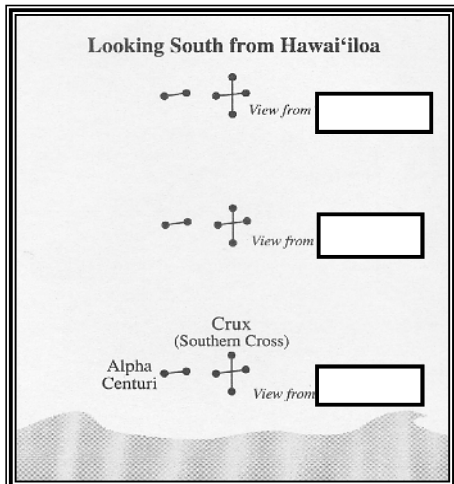 Looking South from Hawai‘iloa
View from
View from
Crux
(Southern Cross)
Alpha
Centuri
View from